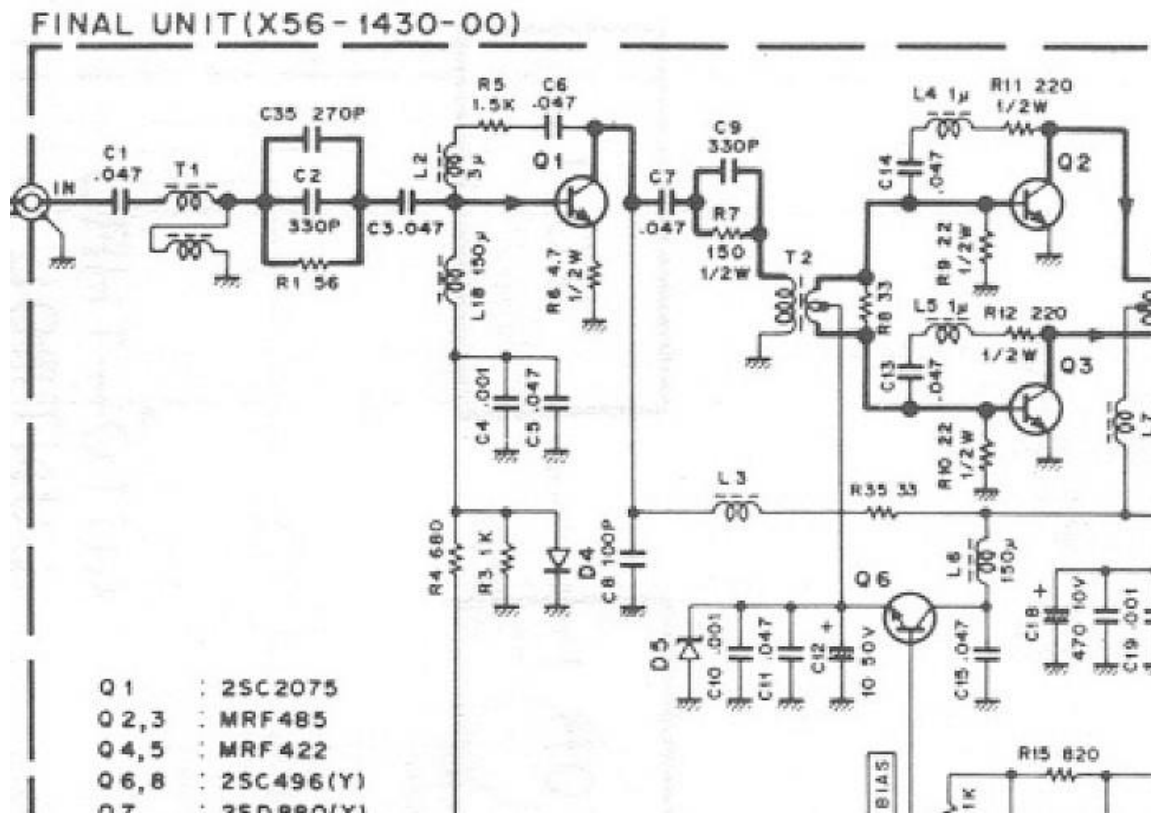 FINAL UNIT(X56-1430-00)
R5
1.5K
C6
.047
L4 1μ
R11 220
1/2W
C35 270P
C9
330P
C1
.047
T1
L2
3μ
Q1
C14
.047
Q2
IN
C2
330P
C3 .047
C7
.047
R7
150
1/2W
L18 150μ
R6 4.7
1/2W
R9 22
1/2W
R1 56
T2
R8 33
L5 1μ
R12 220
1/2W
Q3
C13
.047
C4 .001
C5 .047
L7
R10 22
1/2W
L3
R35 33
R4 680
R3 1K
D4
C8 100P
Q6
L6
150μ
D5
C10 .001
C11 .047
C12
+
10 50V
C15 .047
C18
+
470 10V
C19 .001
Q1 : 2SC2075
Q2,3 : MRF485
Q4,5 : MRF422
Q6,8 : 2SC496(Y)
Q7 : 2SD880(Y)
BIAS
R15 820
1K